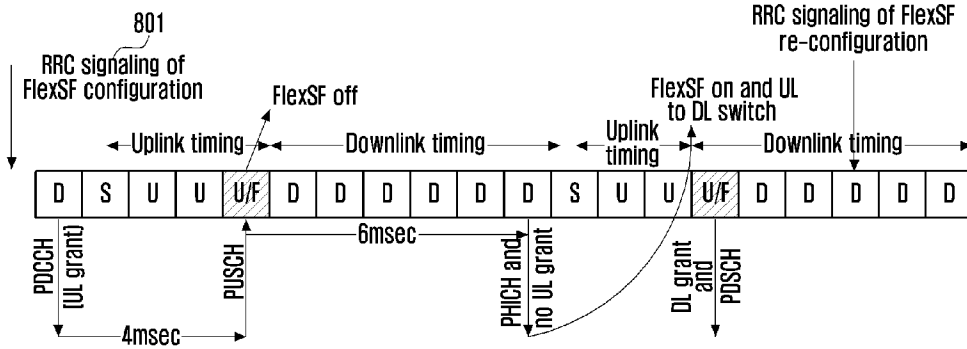 801
RRC signaling of
FlexSF configuration
RRC signaling of FlexSF
re-configuration
FlexSF off
FlexSF on and UL
to DL switch
Uplink timing
Downlink timing
Uplink
timing
Downlink timing
D S U U U/F D D D D D D S U U U/F D D D D D
PDCCH
[UL grant)
PUSCH
6msec
PHICH and
no UL grant
DL grant
and
PDSCH
4msec